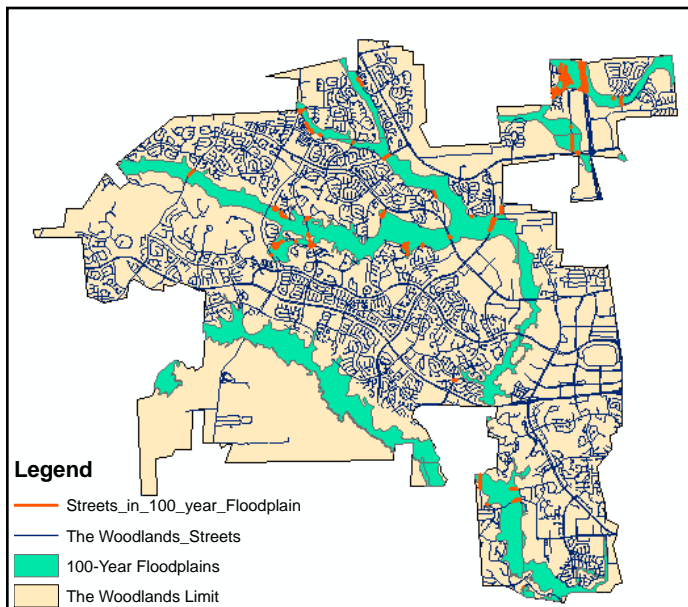 Legend
Streets_in_100_year_Floodplain
The Woodlands_Streets
100-Year Floodplains
The Woodlands Limit